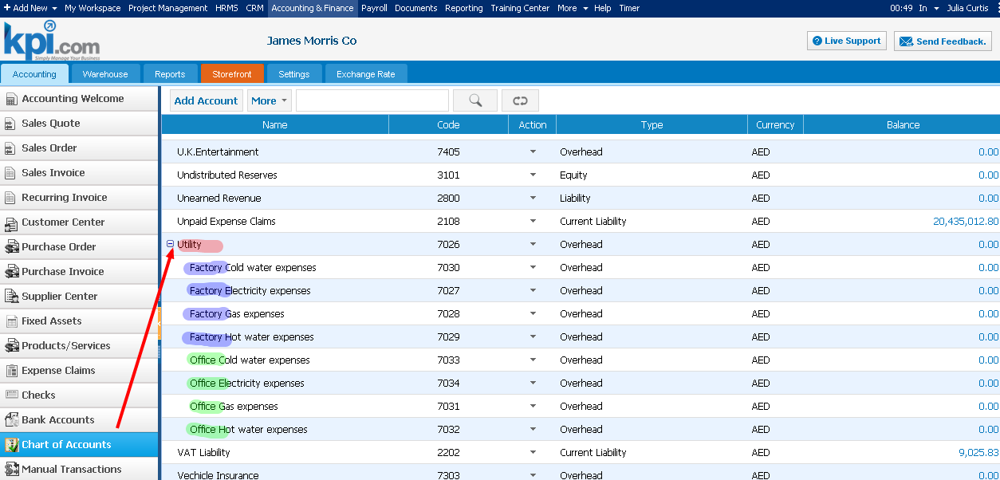 + Add New My Workspace Project Management HRMS CRM Accounting & Finance Payroll Documents Reporting Training Center More Help Timer 00:49 In Julia Curtis
kpi.com
Simply Manage Your Business
James Morris Co
? Live Support
Send Feedback.
Accounting Warehouse Reports Storefront Settings Exchange Rate
Accounting Welcome
Sales Quote
Sales Order
Sales Invoice
Recurring Invoice
Customer Center
Purchase Order
Purchase Invoice
Supplier Center
Fixed Assets
Products/Services
Expense Claims
Checks
Bank Accounts
Chart of Accounts
Manual Transactions
Add Account More
Name Code Action Type Currency Balance
U.K.Entertainment 7405 Overhead AED 0.00
Undistributed Reserves 3101 Equity AED 0.00
Unearned Revenue 2800 Liability AED 0.00
Unpaid Expense Claims 2108 Current Liability AED 20,435,012.80
Utility 7026 Overhead AED 0.00
Factory Cold water expenses 7030 Overhead AED 0.00
Factory Electricity expenses 7027 Overhead AED 0.00
Factory Gas expenses 7028 Overhead AED 0.00
Factory Hot water expenses 7029 Overhead AED 0.00
Office Cold water expenses 7033 Overhead AED 0.00
Office Electricity expenses 7034 Overhead AED 0.00
Office Gas expenses 7031 Overhead AED 0.00
Office Hot water expenses 7032 Overhead AED 0.00
VAT Liability 2202 Current Liability AED 9,025.83
Vechicle Insurance 7303 Overhead AED 0.00